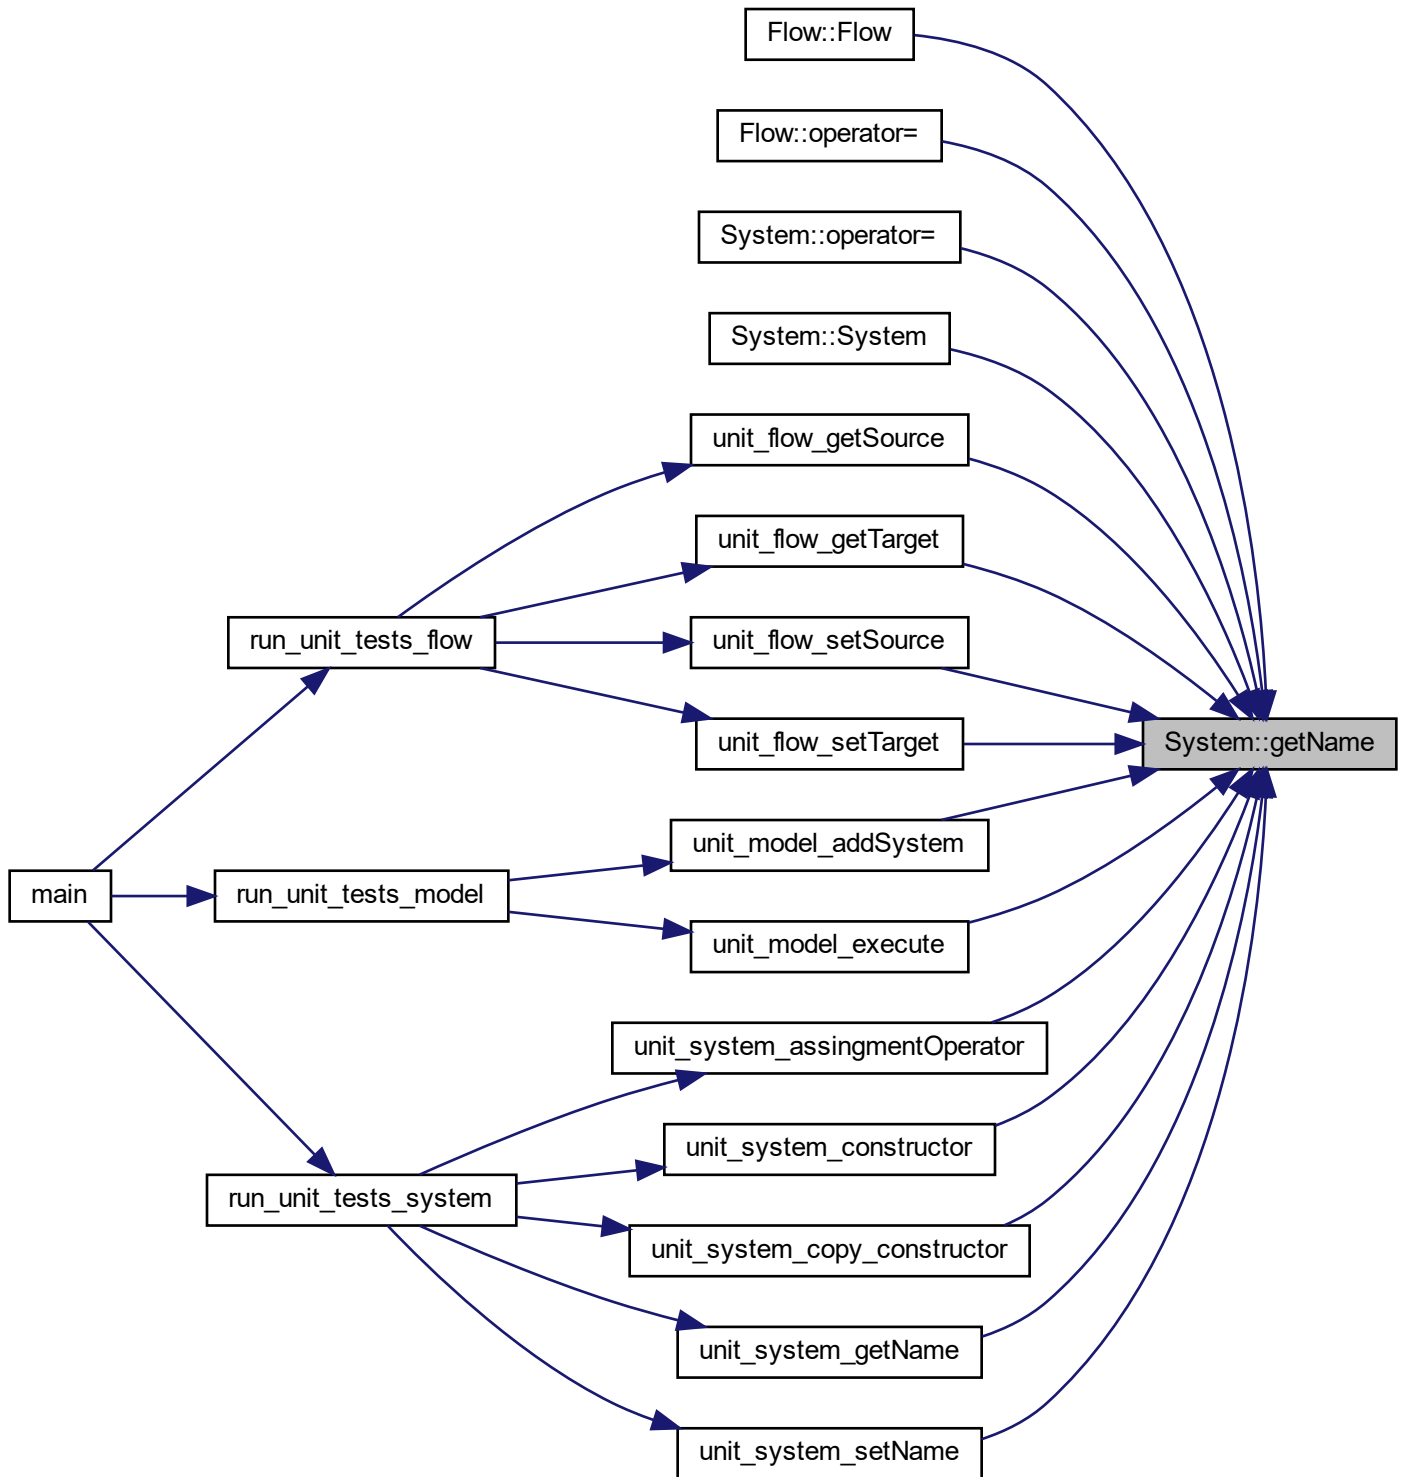 Flow::Flow
Flow::operator=
System::operator=
System::System
unit_flow_getSource
unit_flow_getTarget
run_unit_tests_flow
unit_flow_setSource
unit_flow_setTarget
System::getName
unit_model_addSystem
main
run_unit_tests_model
unit_model_execute
unit_system_assingmentOperator
unit_system_constructor
run_unit_tests_system
unit_system_copy_constructor
unit_system_getName
unit_system_setName